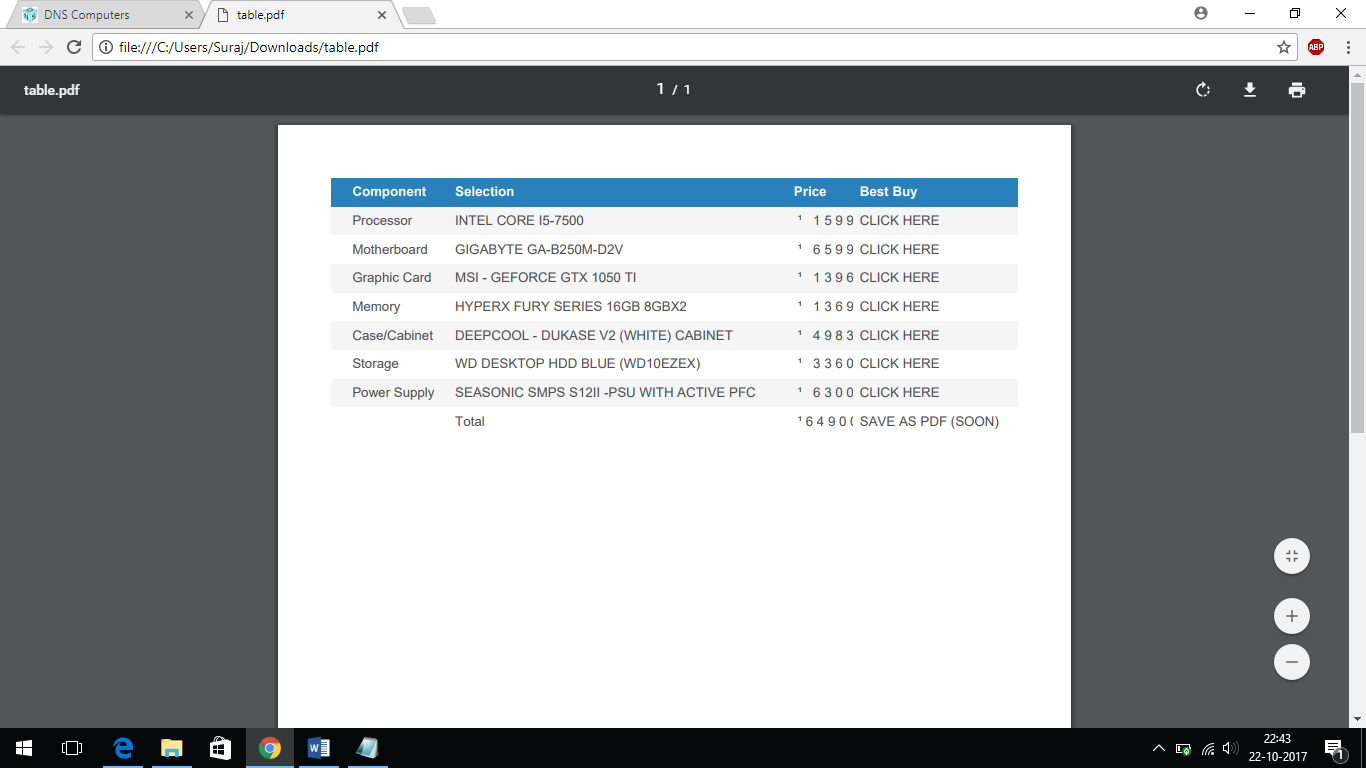 DNS Computers
table.pdf
file:///C:/Users/Suraj/Downloads/table.pdf
ABP
table.pdf
1 / 1
Component Selection Price Best Buy
Processor INTEL CORE I5-7500 ¹ 1 5 9 9 CLICK HERE
Motherboard GIGABYTE GA-B250M-D2V ¹ 6 5 9 9 CLICK HERE
Graphic Card MSI - GEFORCE GTX 1050 TI ¹ 1 3 9 6 CLICK HERE
Memory HYPERX FURY SERIES 16GB 8GBX2 ¹ 1 3 6 9 CLICK HERE
Case/Cabinet DEEPCOOL - DUKASE V2 (WHITE) CABINET ¹ 4 9 8 3 CLICK HERE
Storage WD DESKTOP HDD BLUE (WD10EZEX) ¹ 3 3 6 0 CLICK HERE
Power Supply SEASONIC SMPS S12II -PSU WITH ACTIVE PFC ¹ 6 3 0 0 CLICK HERE
Total ¹ 6 4 9 0 0 SAVE AS PDF (SOON)
22:43
22-10-2017
1